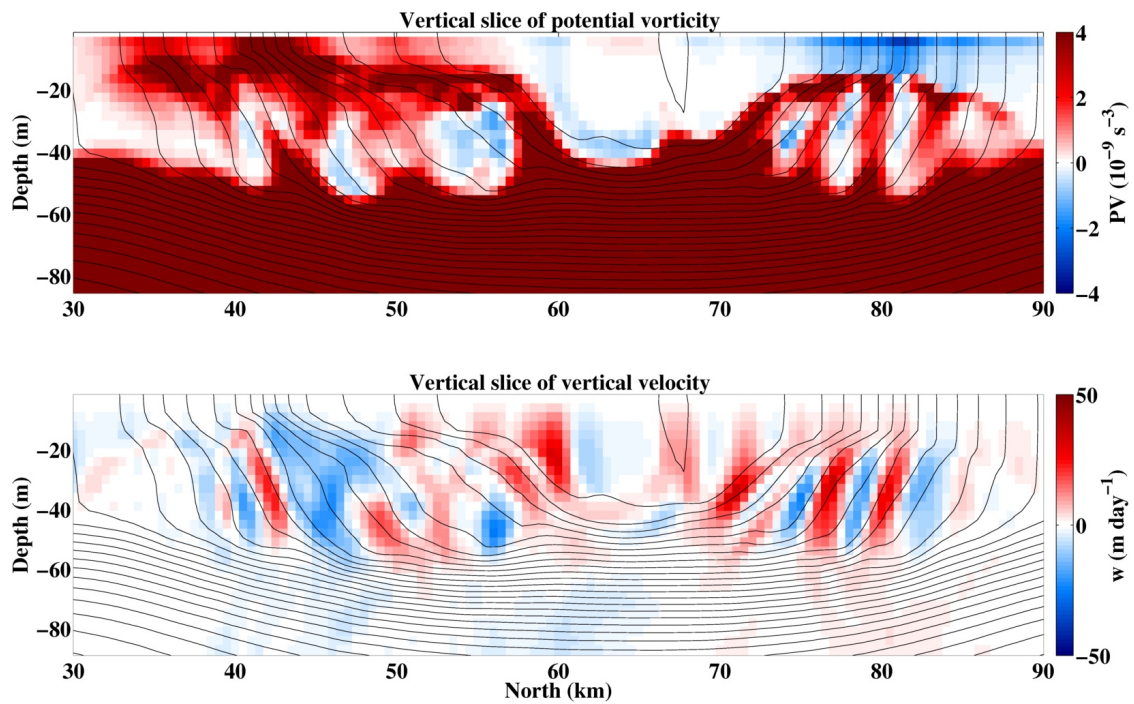 Vertical slice of potential vorticity
Depth (m)
−20
−40
−60
−80
30 40 50 60 70 80 90
4
2
0
−2
−4
PV (10⁻⁹ s⁻³)
Vertical slice of vertical velocity
Depth (m)
−20
−40
−60
−80
30 40 50 60 70 80 90
North (km)
50
0
−50
w (m day⁻¹)